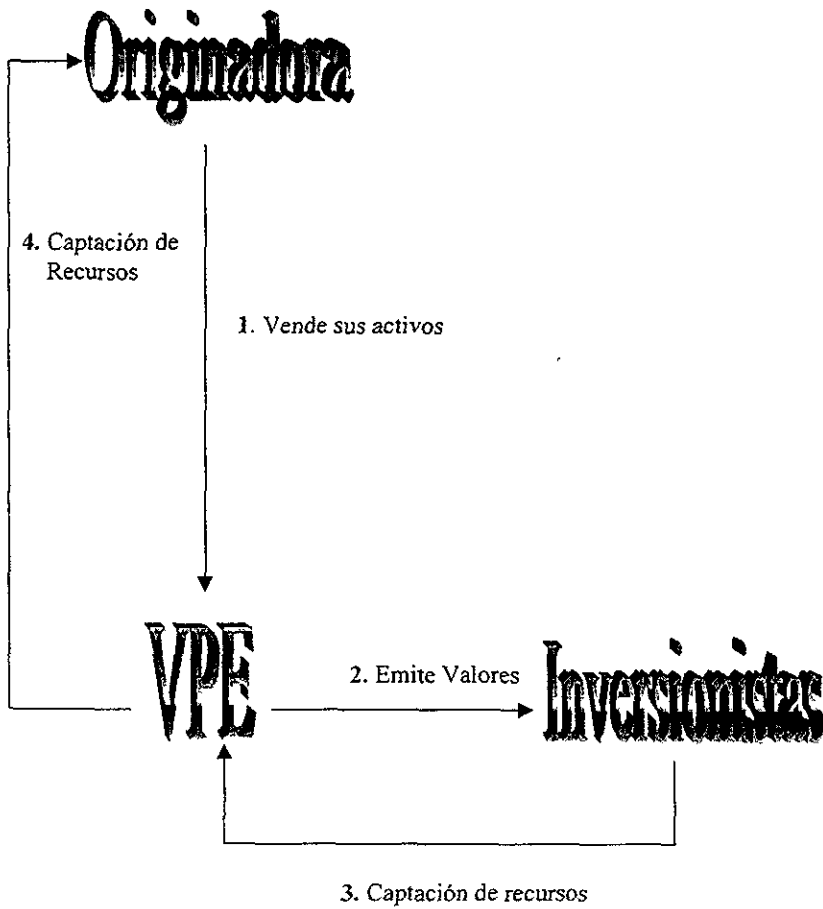 Originadora
4. Captación de
Recursos
1. Vende sus activos
VPE
2. Emite Valores
Inversionistas
3. Captación de recursos